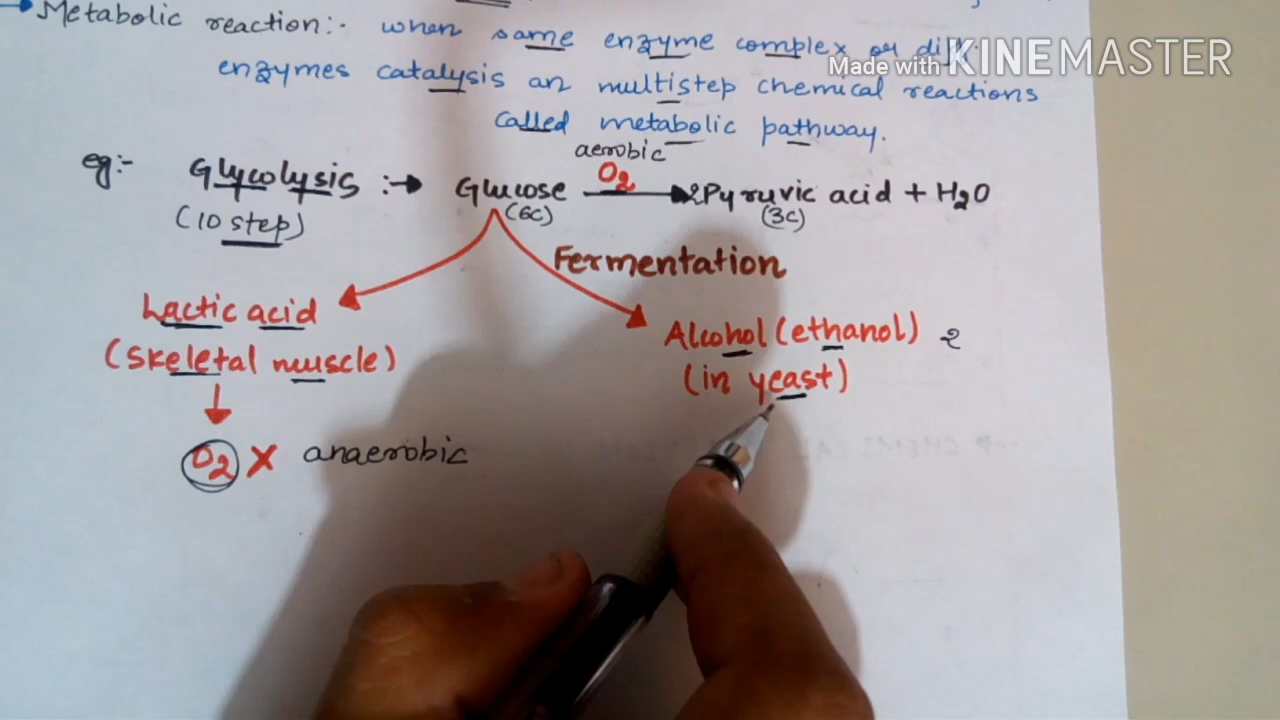 Metabolic reaction:- when same enzyme complex or diff.
Made with KINEMASTER
enzymes catalysis an multistep chemical reactions
called metabolic pathway.
eg:- Glycolysis :→ Glucose aerobic O2 → 2Pyruvic acid + H2O
(10 step) (6C) (3C)
Fermentation
Lactic acid
(skeletal muscle)
Alcohol (ethanol) 2
(in yeast)
O2 X anaerobic